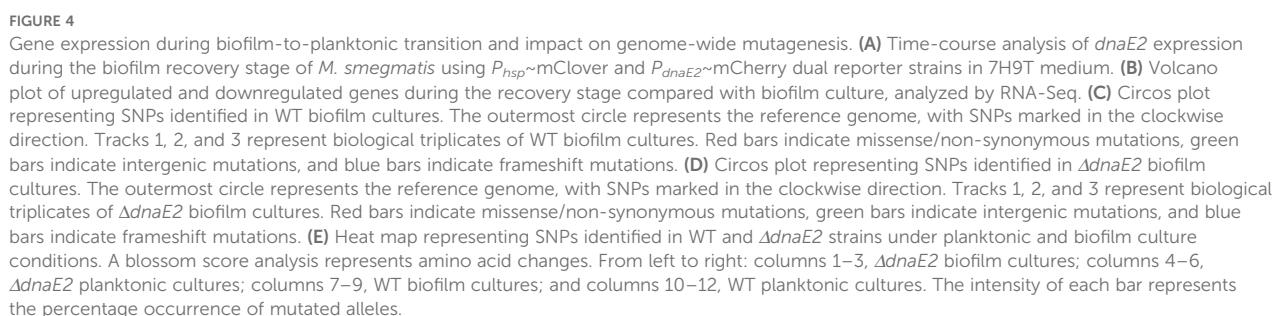 FIGURE 4
Gene expression during biofilm-to-planktonic transition and impact on genome-wide mutagenesis. (A) Time-course analysis of dnaE2 expression
during the biofilm recovery stage of M. smegmatis using Phsp~mClover and PdnaE2~mCherry dual reporter strains in 7H9T medium. (B) Volcano
plot of upregulated and downregulated genes during the recovery stage compared with biofilm culture, analyzed by RNA-Seq. (C) Circos plot
representing SNPs identified in WT biofilm cultures. The outermost circle represents the reference genome, with SNPs marked in the clockwise
direction. Tracks 1, 2, and 3 represent biological triplicates of WT biofilm cultures. Red bars indicate missense/non-synonymous mutations, green
bars indicate intergenic mutations, and blue bars indicate frameshift mutations. (D) Circos plot representing SNPs identified in ΔdnaE2 biofilm
cultures. The outermost circle represents the reference genome, with SNPs marked in the clockwise direction. Tracks 1, 2, and 3 represent biological
triplicates of ΔdnaE2 biofilm cultures. Red bars indicate missense/non-synonymous mutations, green bars indicate intergenic mutations, and blue
bars indicate frameshift mutations. (E) Heat map representing SNPs identified in WT and ΔdnaE2 strains under planktonic and biofilm culture
conditions. A blossom score analysis represents amino acid changes. From left to right: columns 1–3, ΔdnaE2 biofilm cultures; columns 4–6,
ΔdnaE2 planktonic cultures; columns 7–9, WT biofilm cultures; and columns 10–12, WT planktonic cultures. The intensity of each bar represents
the percentage occurrence of mutated alleles.